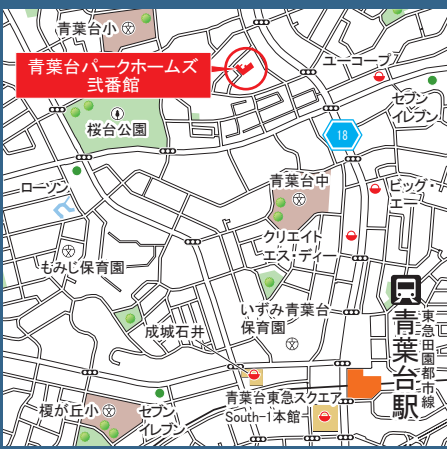 青葉台小
青葉台パークホームズ
弐番館
ユーコープ
セブン
イレブン
桜台公園
18
ローソン
青葉台中
ビッグ・
エー
クリエイト
エス・ディー
もみじ保育園
いずみ青葉台
保育園
成城石井
東急田園都市線
青葉台駅
青葉台東急スクエア
South-1本館
榎が丘小
セブン
イレブン